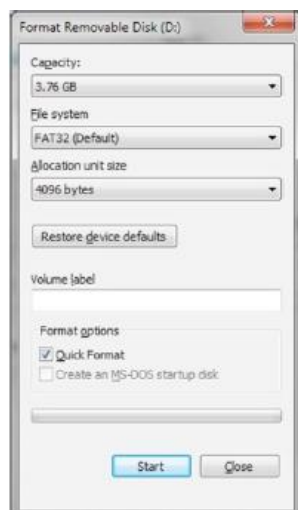 Format Removable Disk (D:)
Capacity:
3.76 GB
File system
FAT32 (Default)
Allocation unit size
4096 bytes
Restore device defaults
Volume label
Format options
Quick Format
Create an MS-DOS startup disk
Start
Close